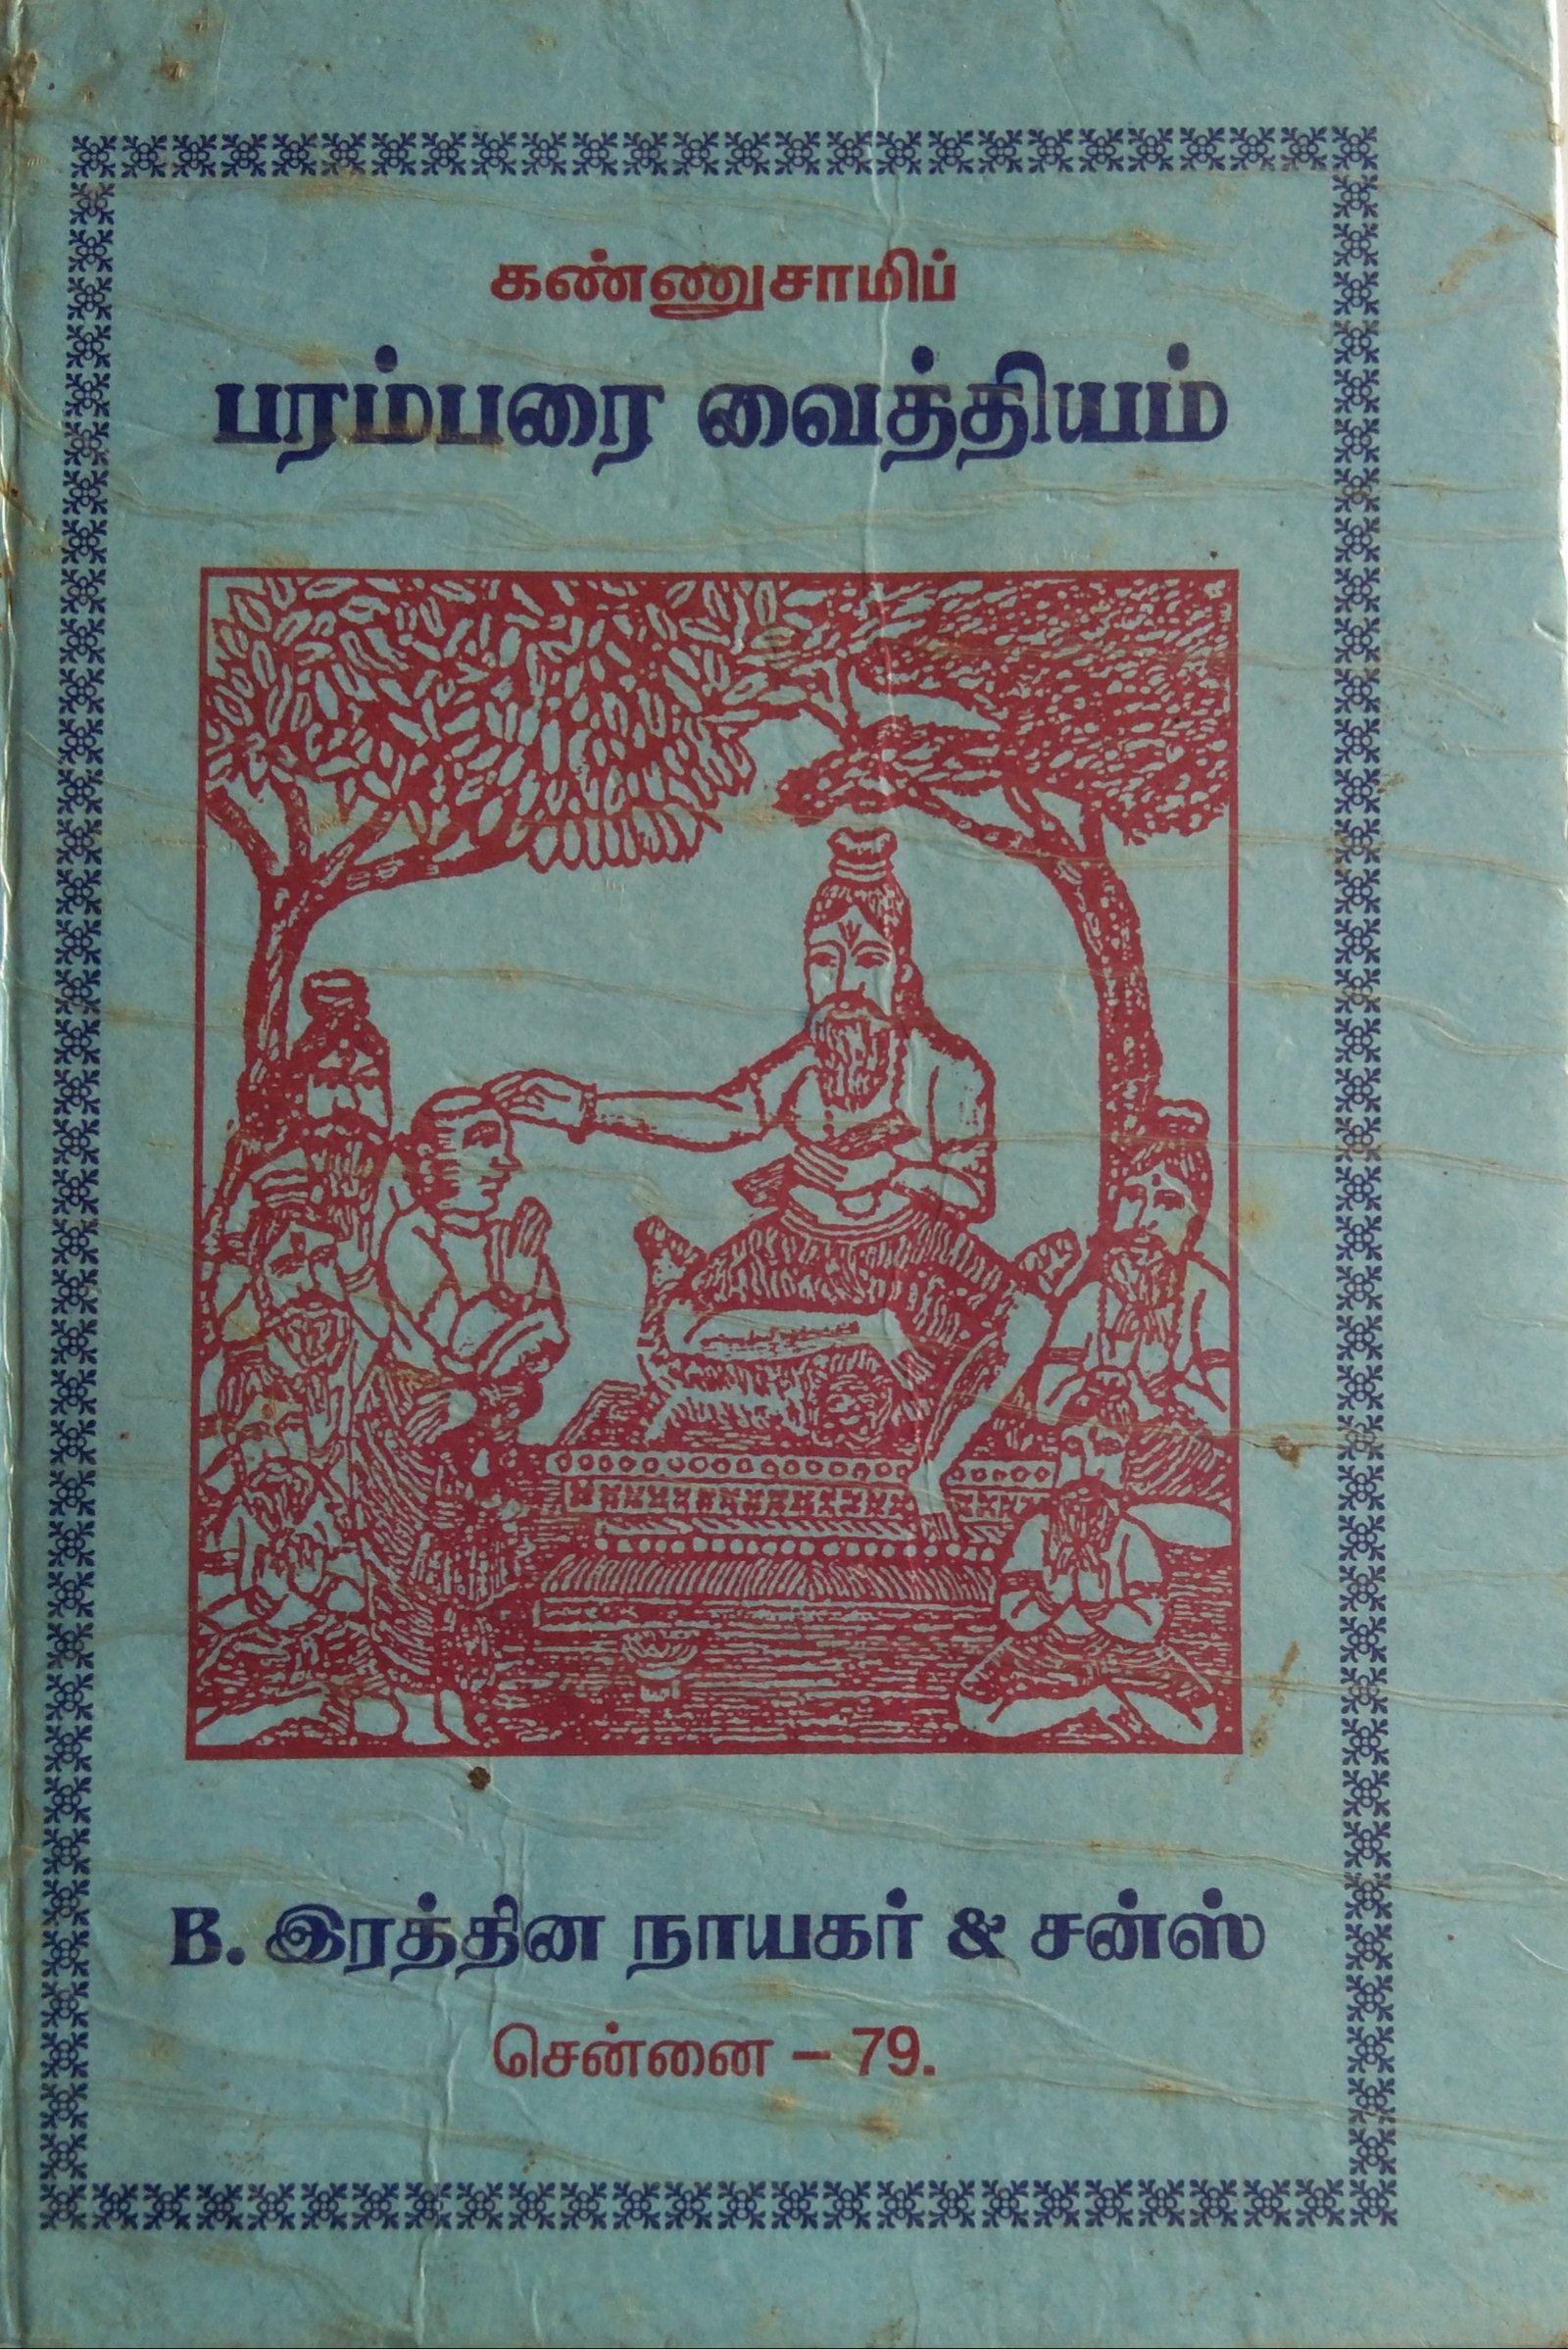 கண்ணுசாமிப்
பரம்பரை வைத்தியம்
B. இரத்தின நாயகர் & சன்ஸ்
சென்னை – 79.